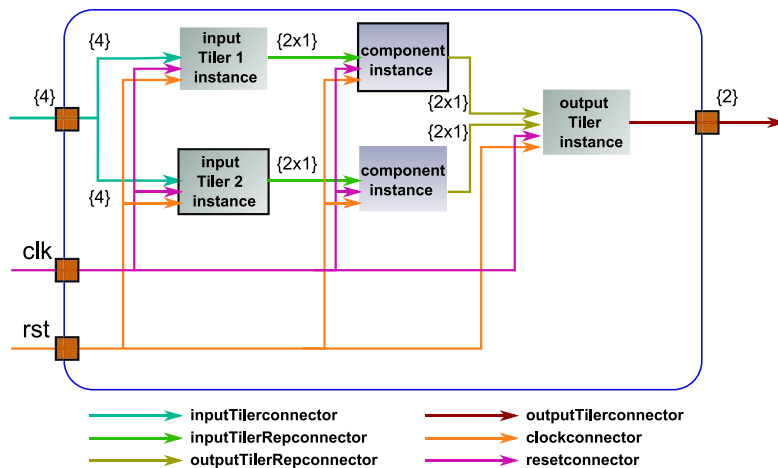 {4}
input
Tiler 1
instance
{2x1}
component
instance
{4}
{2x1}
{2x1}
output
Tiler
instance
{2}
input
Tiler 2
instance
{2x1}
component
instance
{4}
clk
rst
inputTilerconnector
outputTilerconnector
inputTilerRepconnector
clockconnector
outputTilerRepconnector
resetconnector